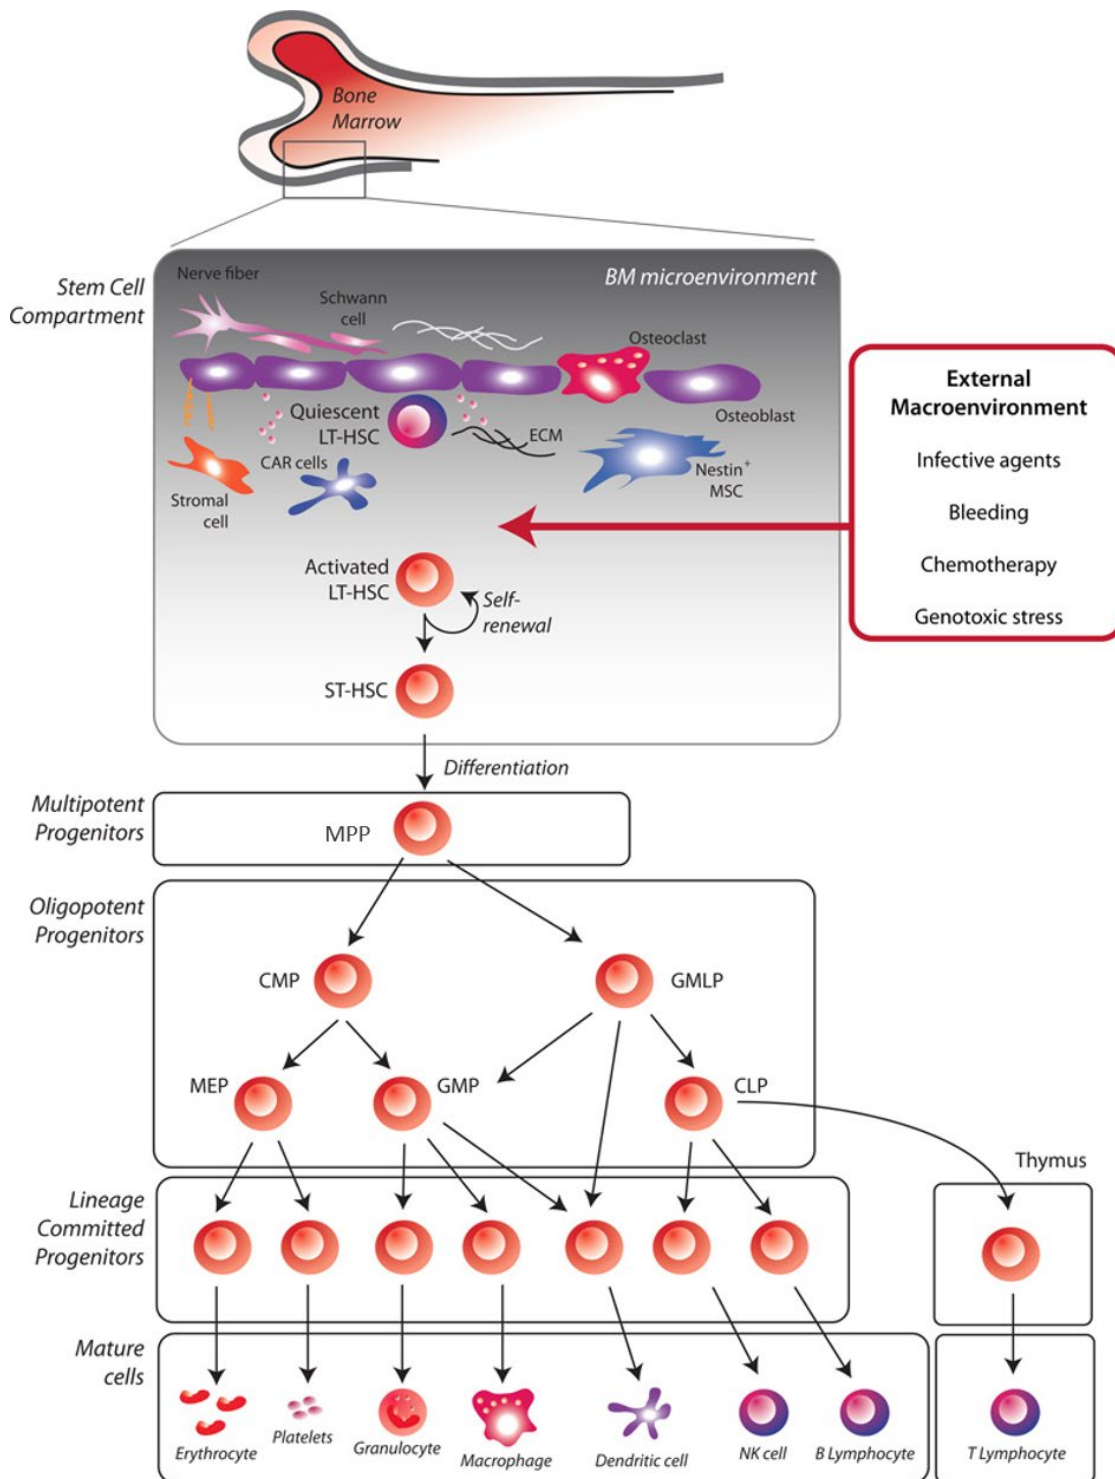 Bone
Marrow
Stem Cell
Compartment
BM microenvironment
Nerve fiber
Schwann
cell
Osteoclast
Osteoblast
Quiescent
LT-HSC
ECM
CAR cells
Nestin⁺
MSC
Stromal
cell
External
Macroenvironment
Infective agents
Bleeding
Chemotherapy
Genotoxic stress
Activated
LT-HSC
Self-
renewal
ST-HSC
Differentiation
Multipotent
Progenitors
MPP
Oligopotent
Progenitors
CMP
GMLP
MEP
GMP
CLP
Thymus
Lineage
Committed
Progenitors
Mature
cells
Erythrocyte
Platelets
Granulocyte
Macrophage
Dendritic cell
NK cell
B Lymphocyte
T Lymphocyte